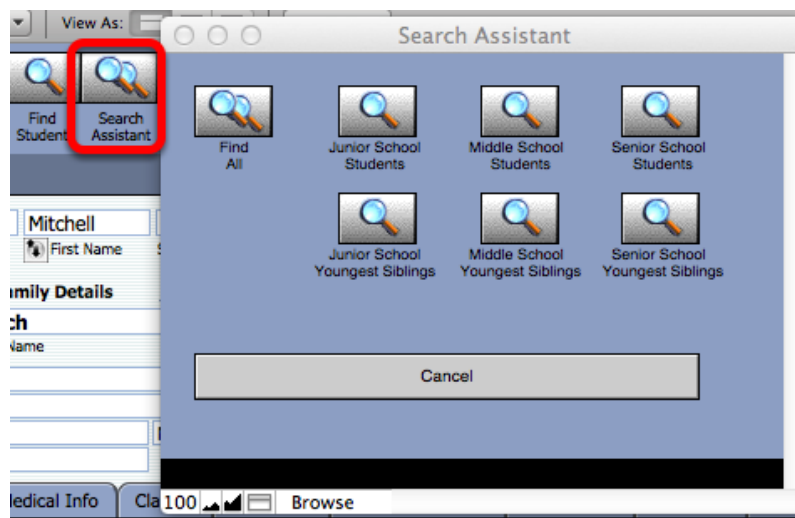 View As:
Search Assistant
Find
Student
Search
Assistant
Find
All
Junior School
Students
Middle School
Students
Senior School
Students
Junior School
Youngest Siblings
Middle School
Youngest Siblings
Senior School
Youngest Siblings
Mitchell
First Name
mily Details
ch
Name
Cancel
edical Info
Cla
100
Browse